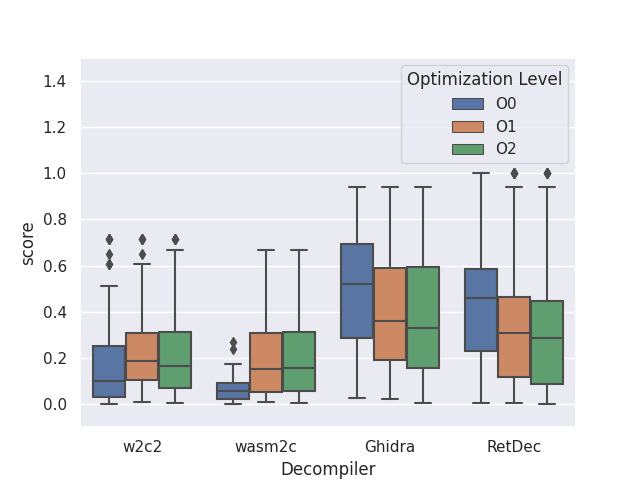 1.4
1.2
1.0
0.8
0.6
0.4
0.2
0.0
score
Optimization Level
O0
O1
O2
w2c2 wasm2c Ghidra RetDec
Decompiler